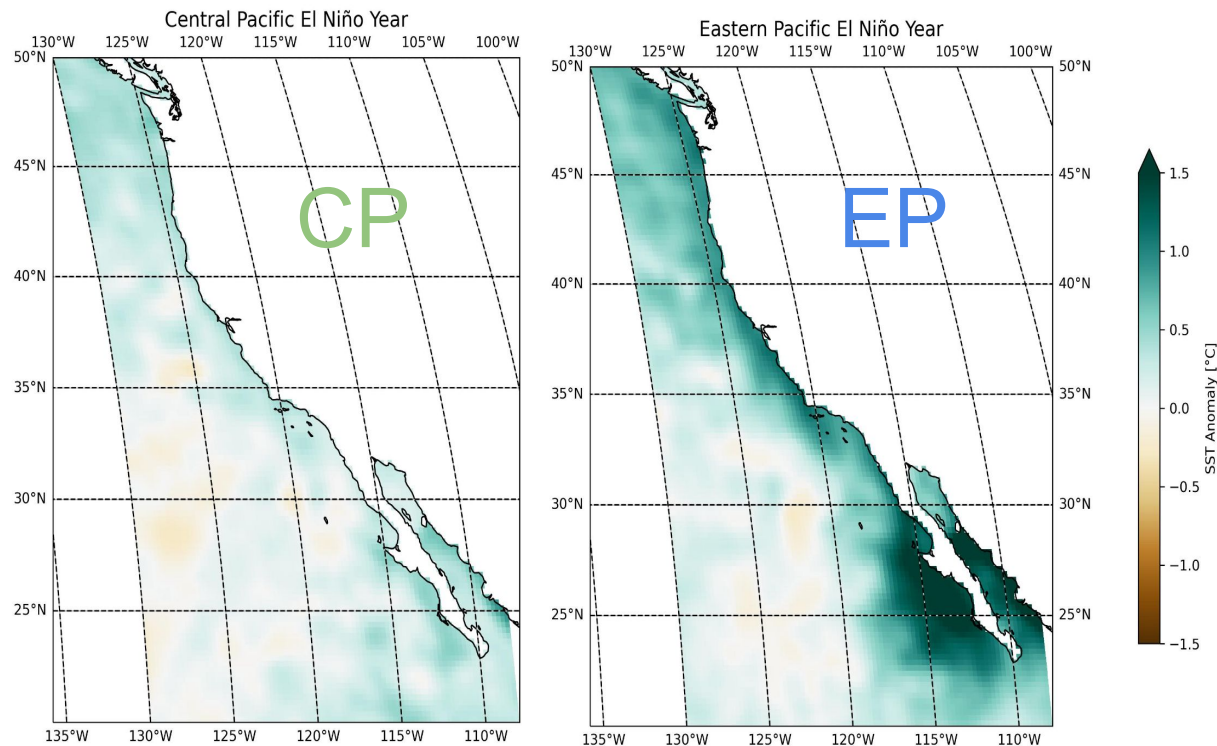 Central Pacific El Niño Year
130°W 125°W 120°W 115°W 110°W 105°W 100°W
50°N
45°N
40°N
35°N
30°N
25°N
CP
135°W 130°W 125°W 120°W 115°W 110°W
Eastern Pacific El Niño Year
130°W 125°W 120°W 115°W 110°W 105°W 100°W
50°N 50°N
45°N 45°N
40°N 40°N
35°N 35°N
30°N 30°N
25°N 25°N
EP
135°W 130°W 125°W 120°W 115°W 110°W
1.5
1.0
0.5
0.0
−0.5
−1.0
−1.5
SST Anomaly [°C]